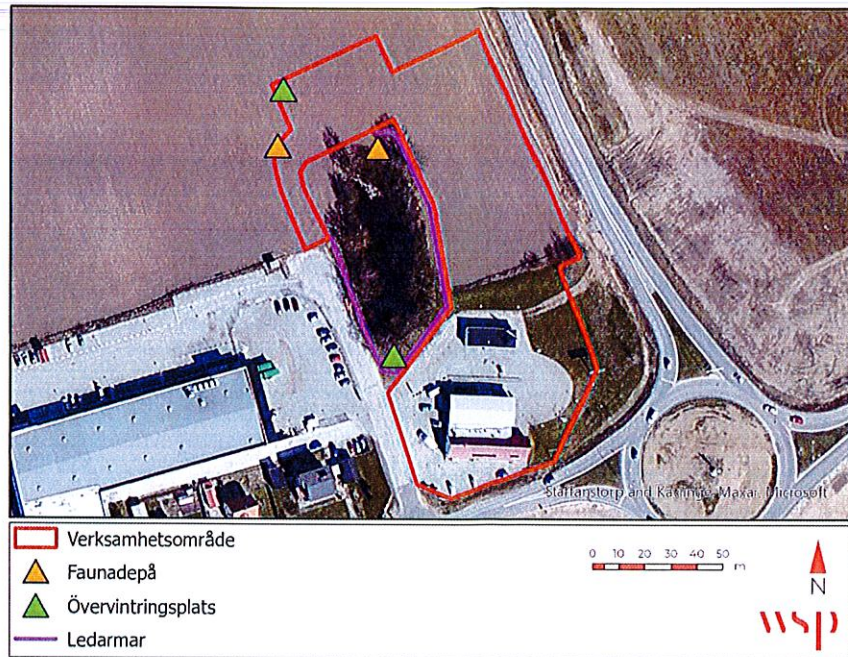 Staffanstorp and Kävlinge, Maxar, Microsoft
Verksamhetsområde
Faunadepå
Övervintringsplats
Ledarmar
0 10 20 30 40 50
m
N
wsp